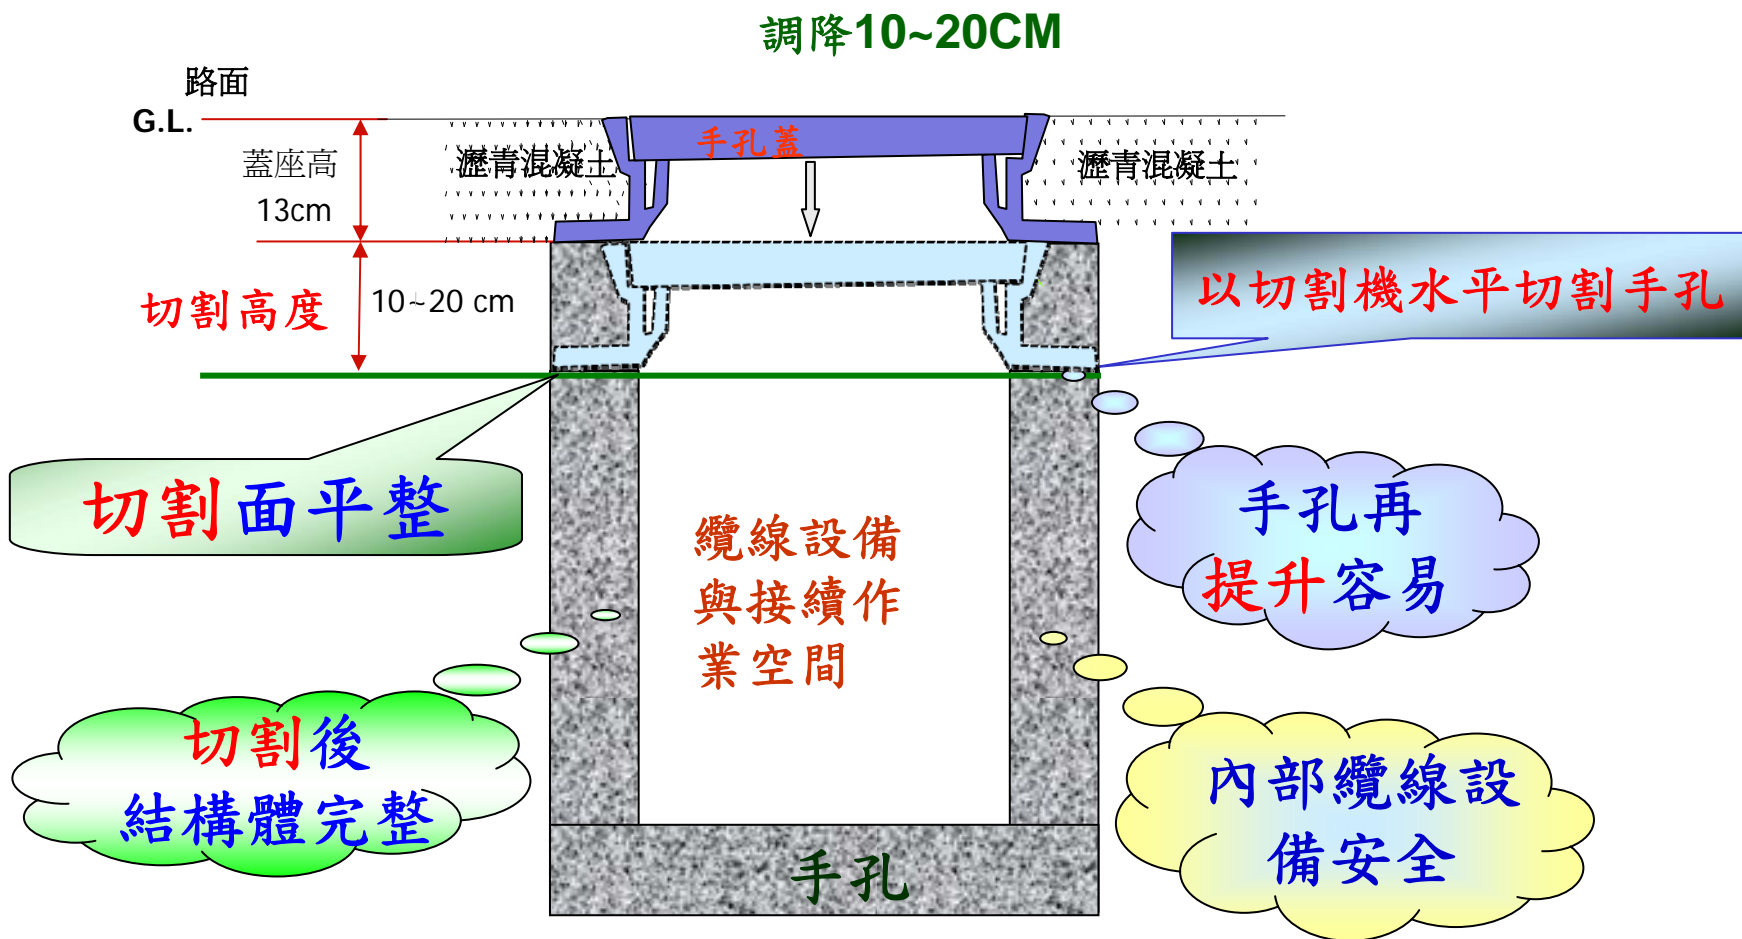 調降10~20CM
路面
G.L.
手孔蓋
蓋座高
13cm
瀝青混凝土
瀝青混凝土
切割高度
10~20 cm
以切割機水平切割手孔
切割面平整
纜線設備
與接續作
業空間
手孔再
提升容易
切割後
結構體完整
內部纜線設
備安全
手孔